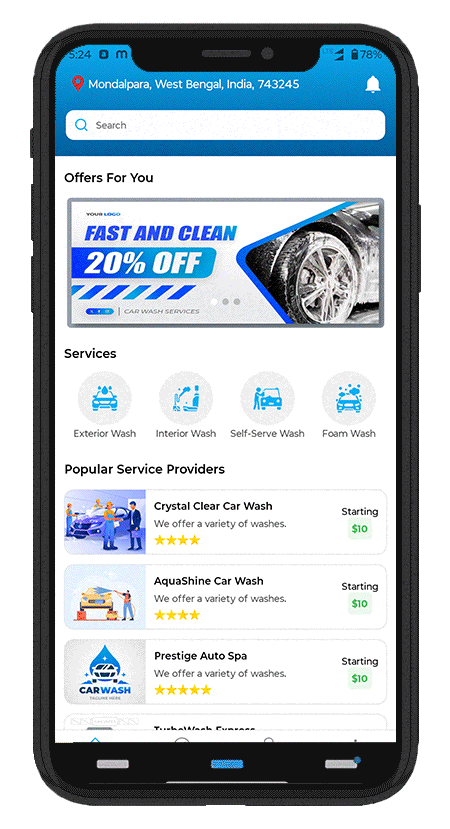 5:24
LTE
78%
Mondalpara, West Bengal, India, 743245
Search
Offers For You
YOUR LOGO
FAST AND CLEAN
20% OFF
CAR WASH SERVICES
Services
Exterior Wash
Interior Wash
Self-Serve Wash
Foam Wash
Popular Service Providers
Crystal Clear Car Wash
We offer a variety of washes.
Starting
$10
AquaShine Car Wash
We offer a variety of washes.
Starting
$10
Prestige Auto Spa
We offer a variety of washes.
Starting
$10
CAR WASH
TAGLINE HERE
TurboWash Express